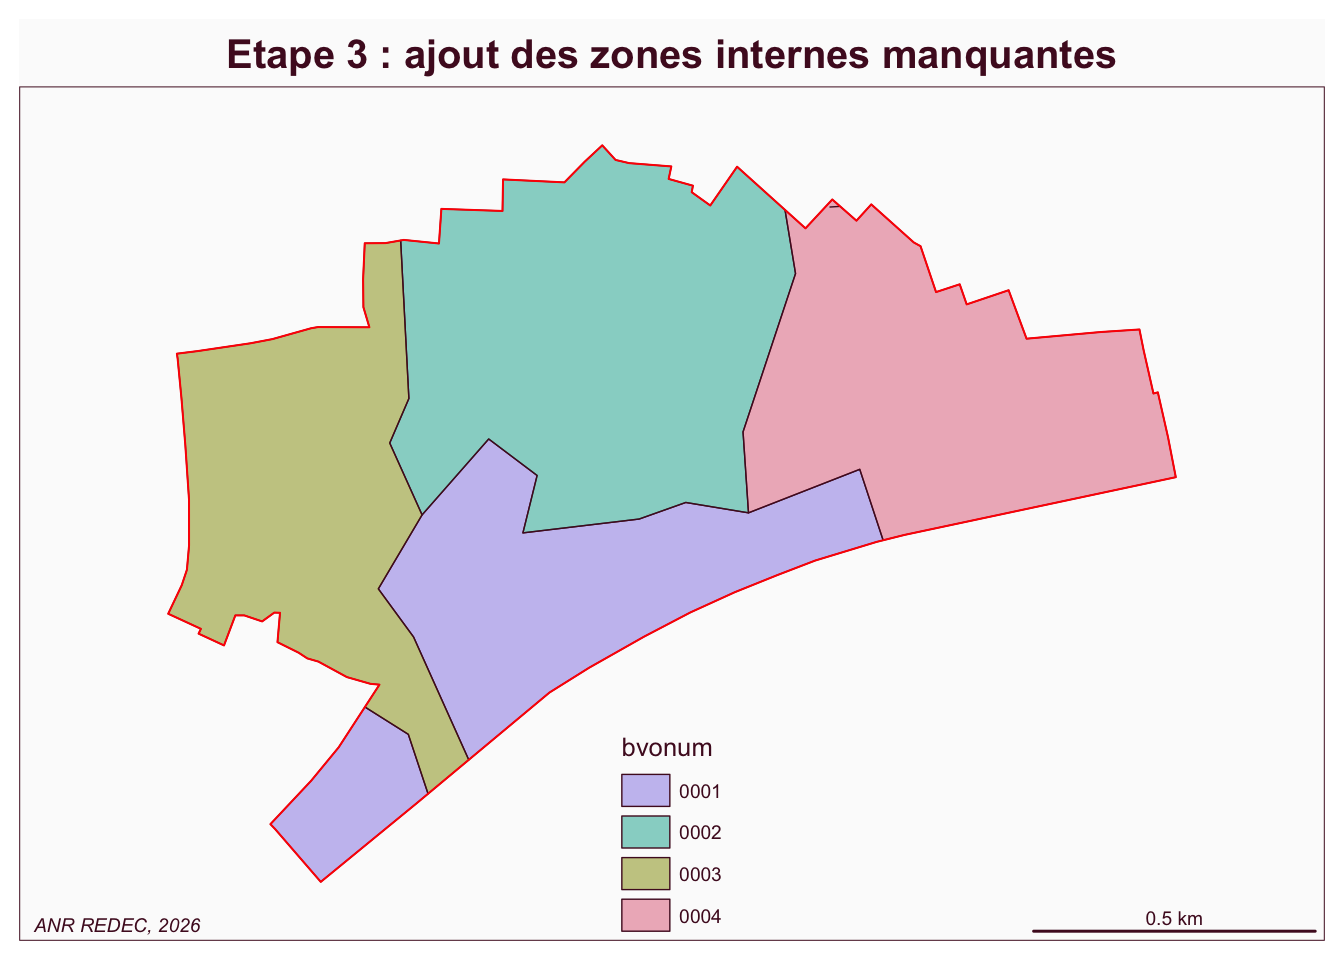 Etape 3 : ajout des zones internes manquantes
bvonum
0001
0002
0003
0004
ANR REDEC, 2026
0.5 km